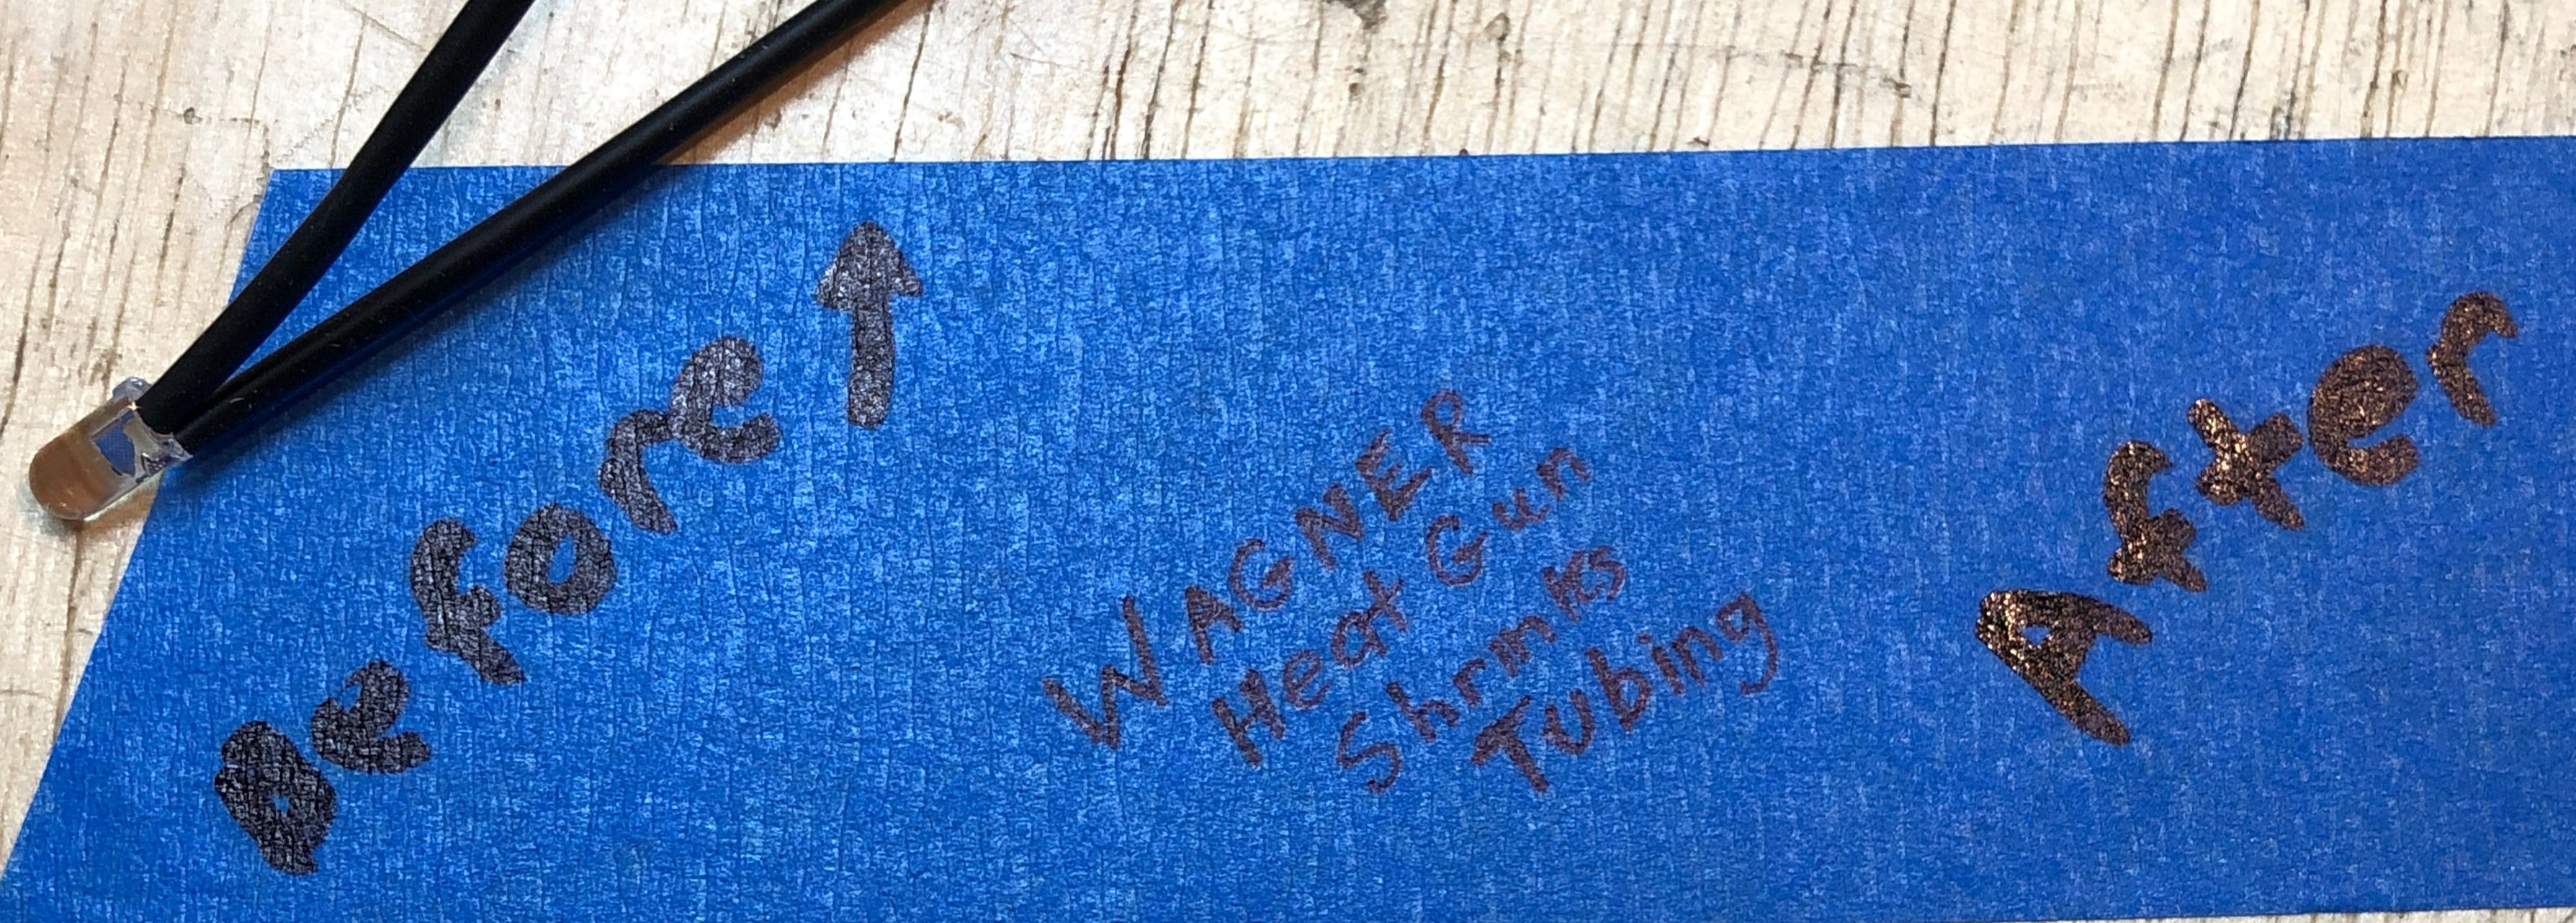 Before ↑
WAGNER
Heat Gun
Shrinks
Tubing
After